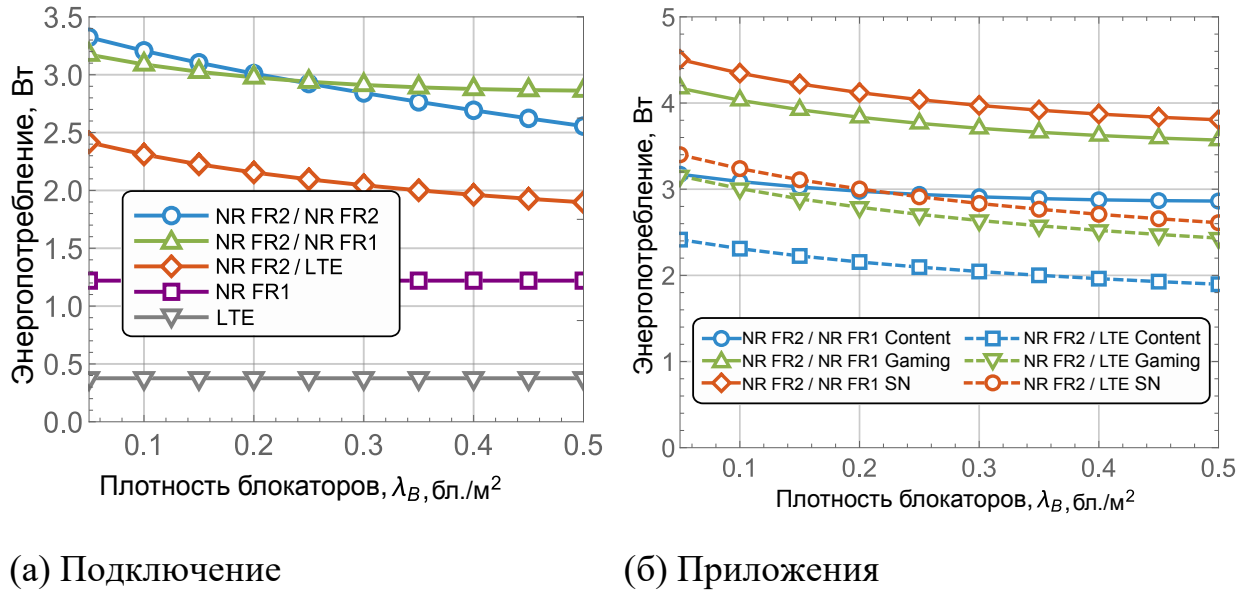 3.5
3.0
2.5
2.0
1.5
1.0
0.5
0.0
Энергопотребление, Вт
NR FR2 / NR FR2
NR FR2 / NR FR1
NR FR2 / LTE
NR FR1
LTE
0.1 0.2 0.3 0.4 0.5
Плотность блокаторов, λB, бл./м²
(а) Подключение
5
4
3
2
1
0
Энергопотребление, Вт
NR FR2 / NR FR1 Content NR FR2 / LTE Content
NR FR2 / NR FR1 Gaming NR FR2 / LTE Gaming
NR FR2 / NR FR1 SN NR FR2 / LTE SN
0.1 0.2 0.3 0.4 0.5
Плотность блокаторов, λB, бл./м²
(б) Приложения